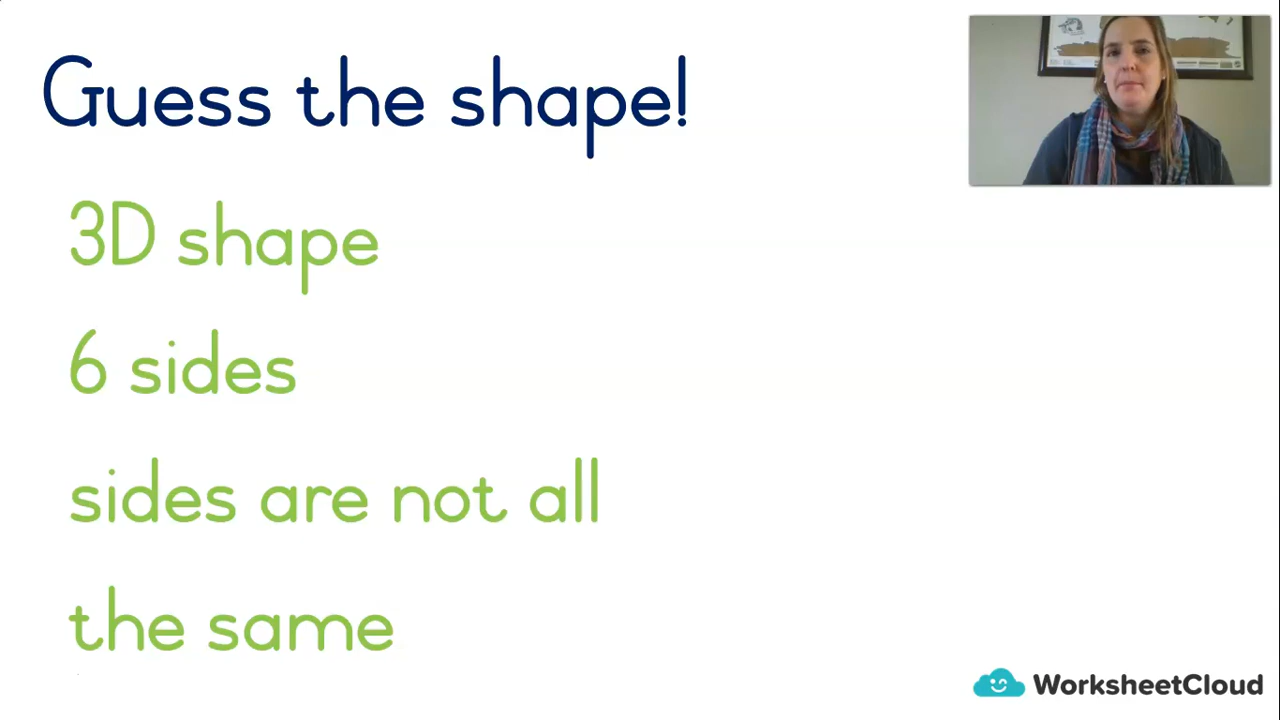 Guess the shape!
3D shape
6 sides
sides are not all
the same
WorksheetCloud